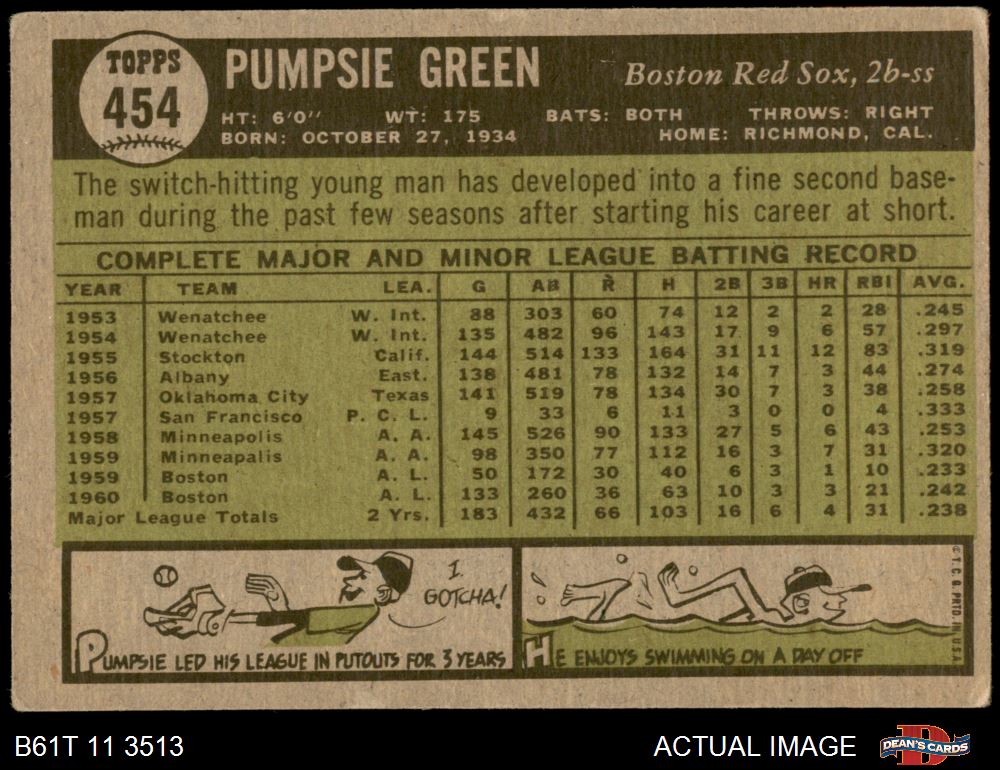 TOPPS
454
PUMPSIE GREEN
Boston Red Sox, 2b-ss
HT: 6'0" WT: 175 BATS: BOTH THROWS: RIGHT
BORN: OCTOBER 27, 1934 HOME: RICHMOND, CAL.
The switch-hitting young man has developed into a fine second base-
man during the past few seasons after starting his career at short.
COMPLETE MAJOR AND MINOR LEAGUE BATTING RECORD
YEAR TEAM LEA. G AB R H 2B 3B HR RBI AVG.
1953 Wenatchee W. Int. 88 303 60 74 12 2 2 28 .245
1954 Wenatchee W. Int. 135 482 96 143 17 9 6 57 .297
1955 Stockton Calif. 144 514 133 164 31 11 12 83 .319
1956 Albany East. 138 481 78 132 14 7 3 44 .274
1957 Oklahoma City Texas 141 519 78 134 30 7 3 38 .258
1957 San Francisco P. C. L. 9 33 6 11 3 0 0 4 .333
1958 Minneapolis A. A. 145 526 90 133 27 5 6 43 .253
1959 Minneapalis A. A. 98 350 77 112 16 3 7 31 .320
1959 Boston A. L. 50 172 30 40 6 3 1 10 .233
1960 Boston A. L. 133 260 36 63 10 3 3 21 .242
Major League Totals 2 Yrs. 183 432 66 103 16 6 4 31 .238
I GOTCHA!
PUMPSIE LED HIS LEAGUE IN PUTOUTS FOR 3 YEARS
HE ENJOYS SWIMMING ON A DAY OFF
© T. C. G. PRTD. IN U.S.A.
B61T 11 3513
ACTUAL IMAGE
D
DEAN'S CARDS